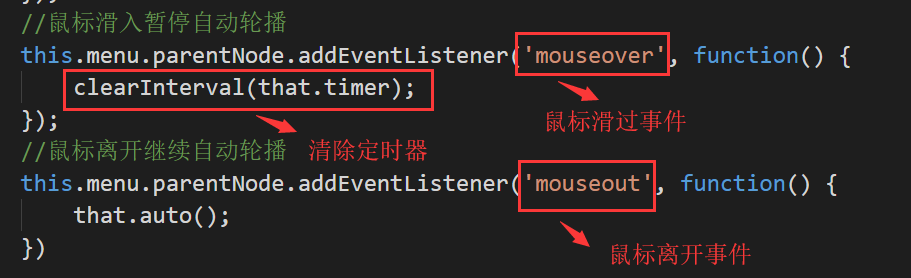 //鼠标滑入暂停自动轮播
this.menu.parentNode.addEventListener('mouseover', function() {
clearInterval(that.timer);
});
鼠标滑过事件
//鼠标离开继续自动轮播 清除定时器
this.menu.parentNode.addEventListener('mouseout', function() {
that.auto();
})
鼠标离开事件